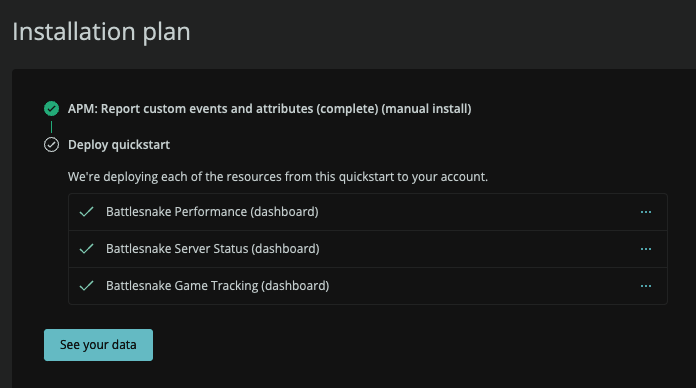 Installation plan
APM: Report custom events and attributes (complete) (manual install)
Deploy quickstart
We're deploying each of the resources from this quickstart to your account.
Battlesnake Performance (dashboard)
Battlesnake Server Status (dashboard)
Battlesnake Game Tracking (dashboard)
See your data